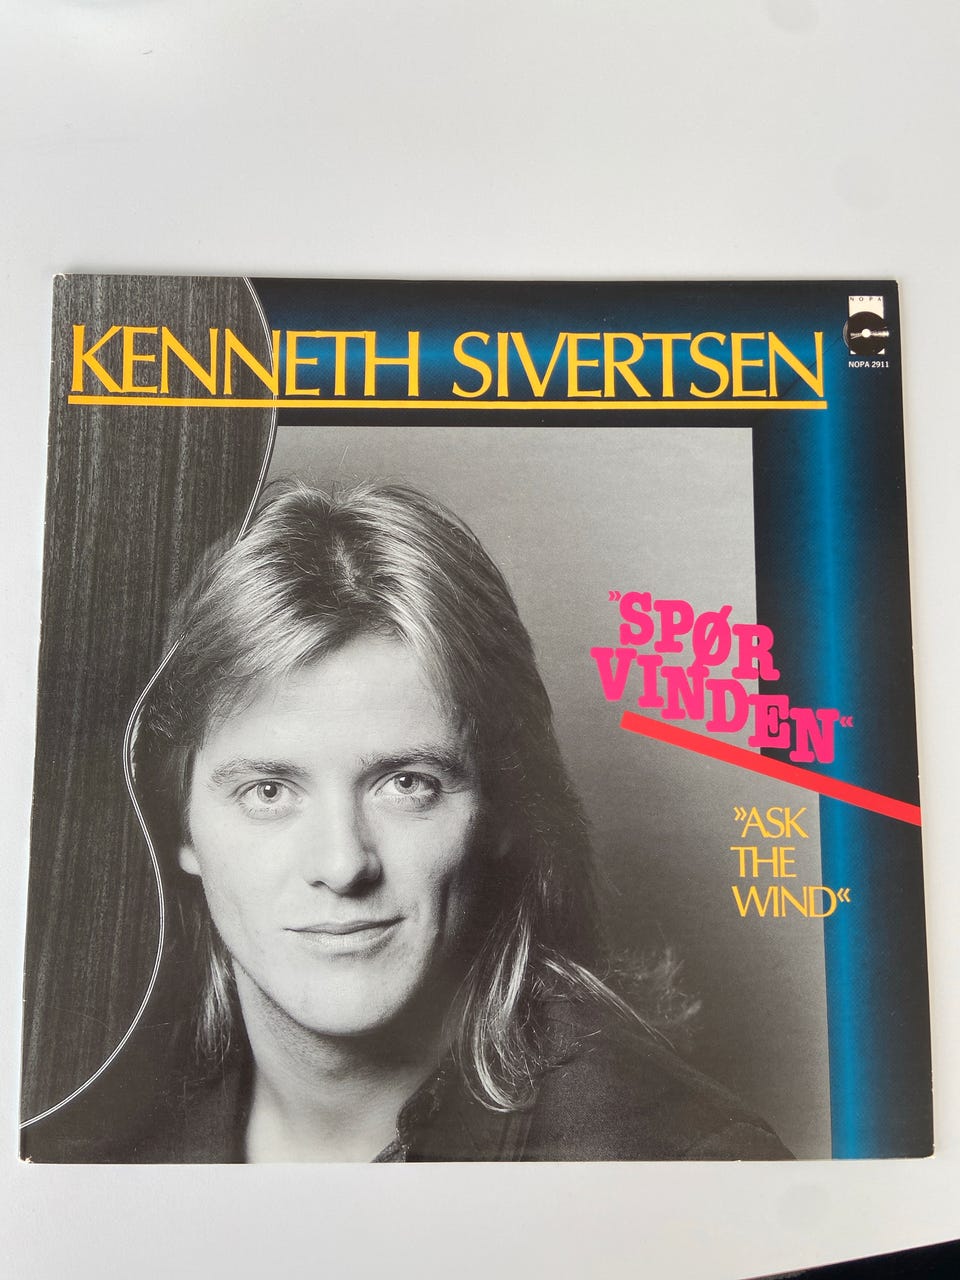 NOPA
NOPA 2911
KENNETH SIVERTSEN
»SPØR
VINDEN«
»ASK
THE
WIND«